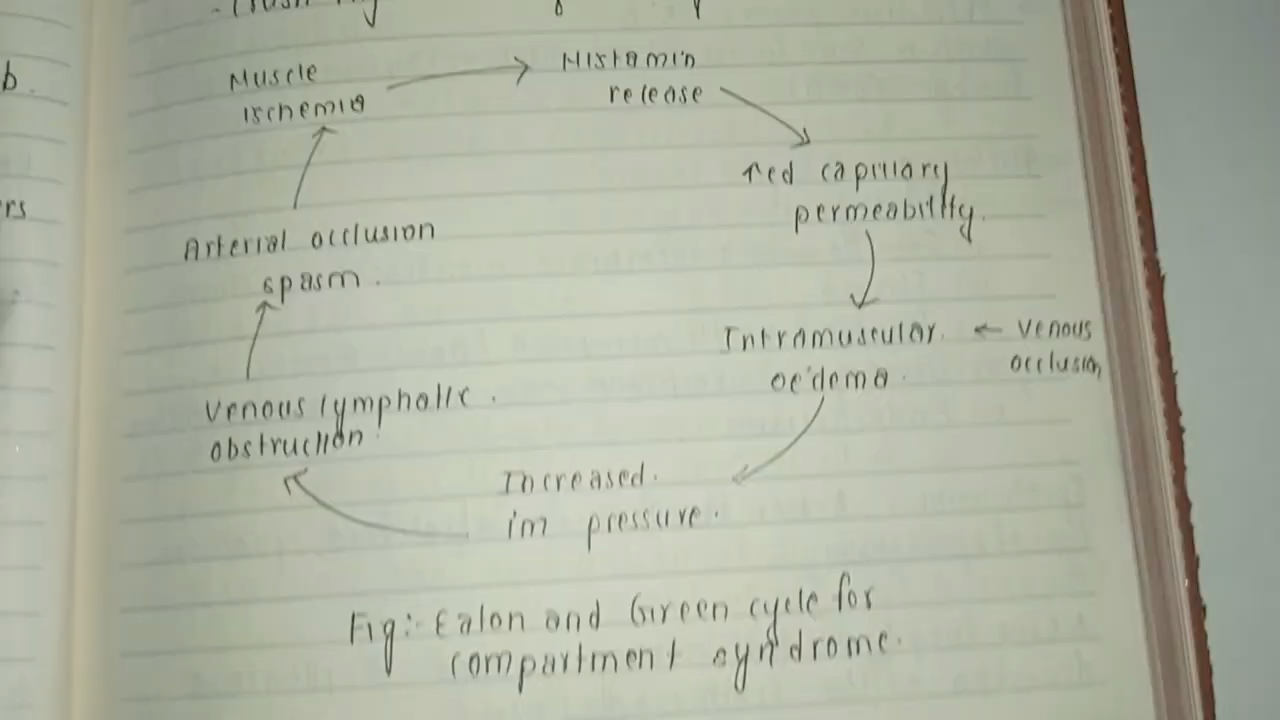 b.
rs
Muscle
ischemia
Histamin
release
↑ed capillary
permeability.
Arterial occlusion
spasm.
Intramuscular. ← venous
oedema. occlusion
Venous lymphatic.
obstruction.
Increased.
im pressure.
Fig:- Eaton and Green cycle for
compartment syndrome.